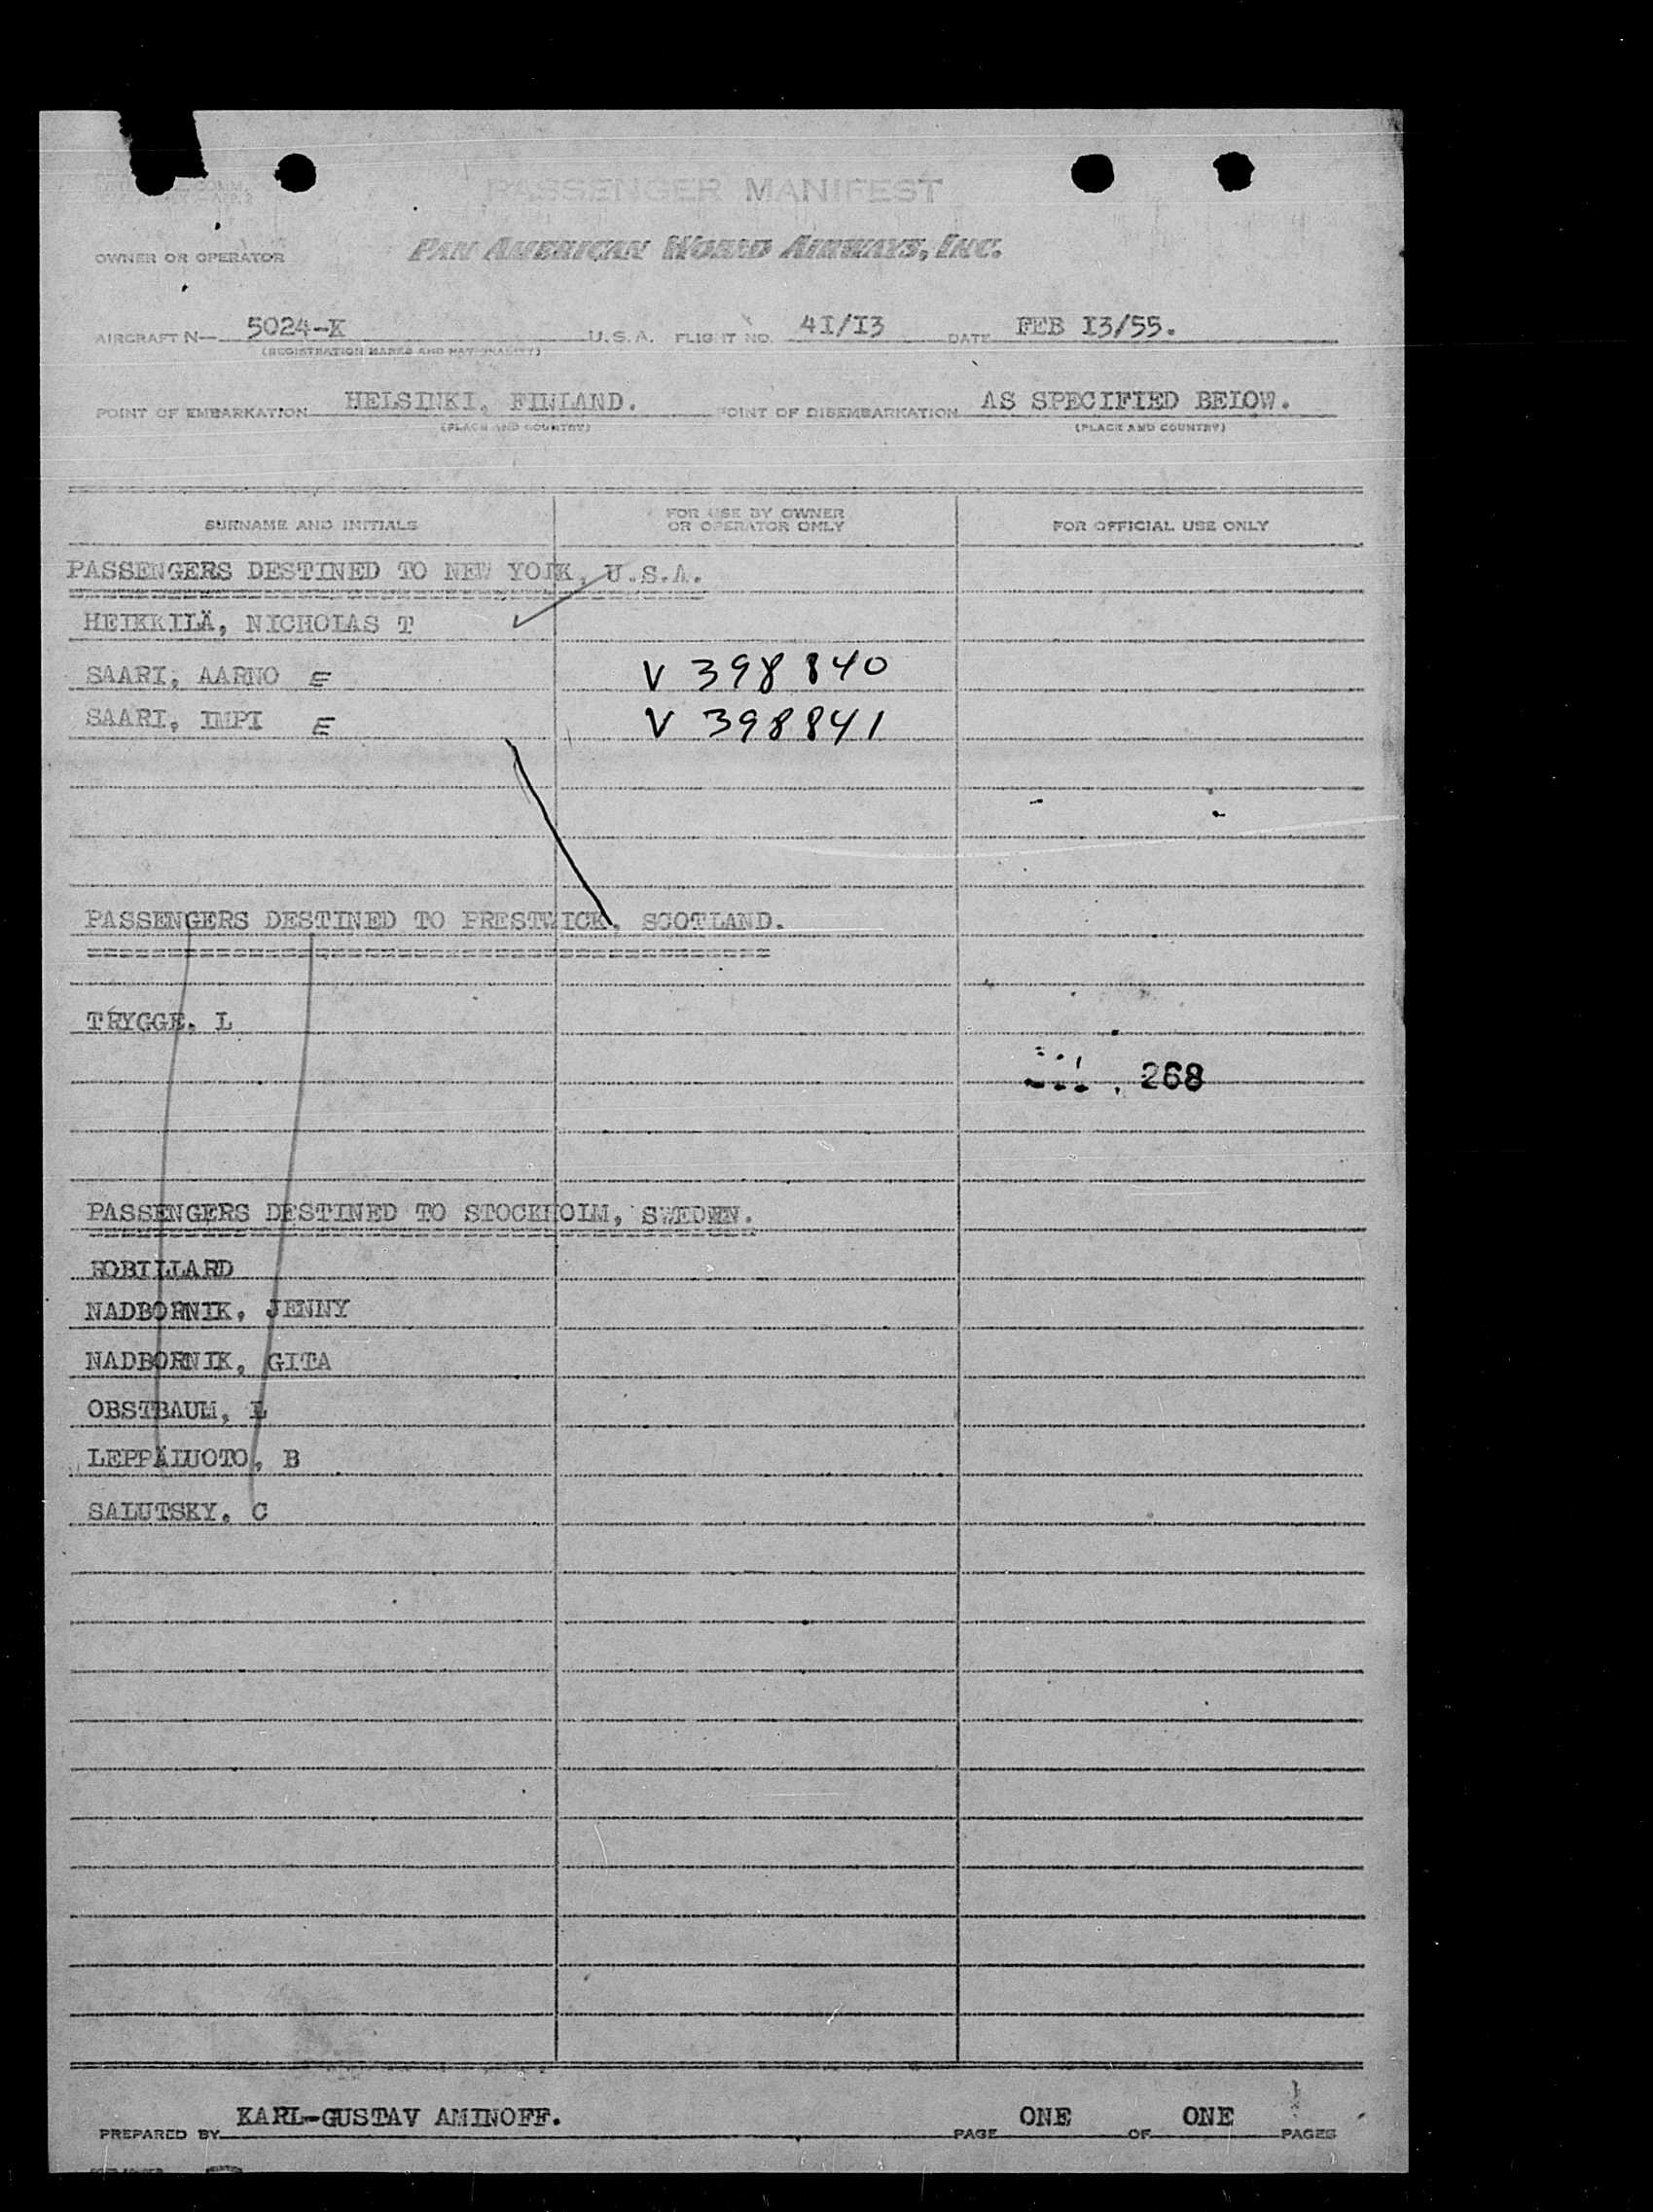 PASSENGER MANIFEST
OWNER OR OPERATOR PAN AMERICAN WORLD AIRWAYS, INC.
AIRCRAFT N— 5024-K U.S.A. FLIGHT NO. 41/I3 DATE FEB I3/55.
(REGISTRATION MARKS AND NATIONALITY)
POINT OF EMBARKATION HELSINKI, FINLAND. POINT OF DISEMBARKATION AS SPECIFIED BELOW.
(PLACE AND COUNTRY) (PLACE AND COUNTRY)
SURNAME AND INITIALS FOR USE BY OWNER OR OPERATOR ONLY FOR OFFICIAL USE ONLY
PASSENGERS DESTINED TO NEW YORK, U.S.A.
HEIKKILÄ, NICHOLAS T
SAARI, AARNO E V 398 840
SAARI, IMPI E V 398841
PASSENGERS DESTINED TO PRESTWICK, SCOTLAND.
TRYGGE, L
268
PASSENGERS DESTINED TO STOCKHOLM, SWEDEN.
ROBILLARD
NADBORNIK, JENNY
NADBORNIK, GITA
OBSTBAUM, L
LEPPÄLUOTO, B
SALUTSKY, C
PREPARED BY KARL-GUSTAV AMINOFF. PAGE ONE OF ONE PAGES